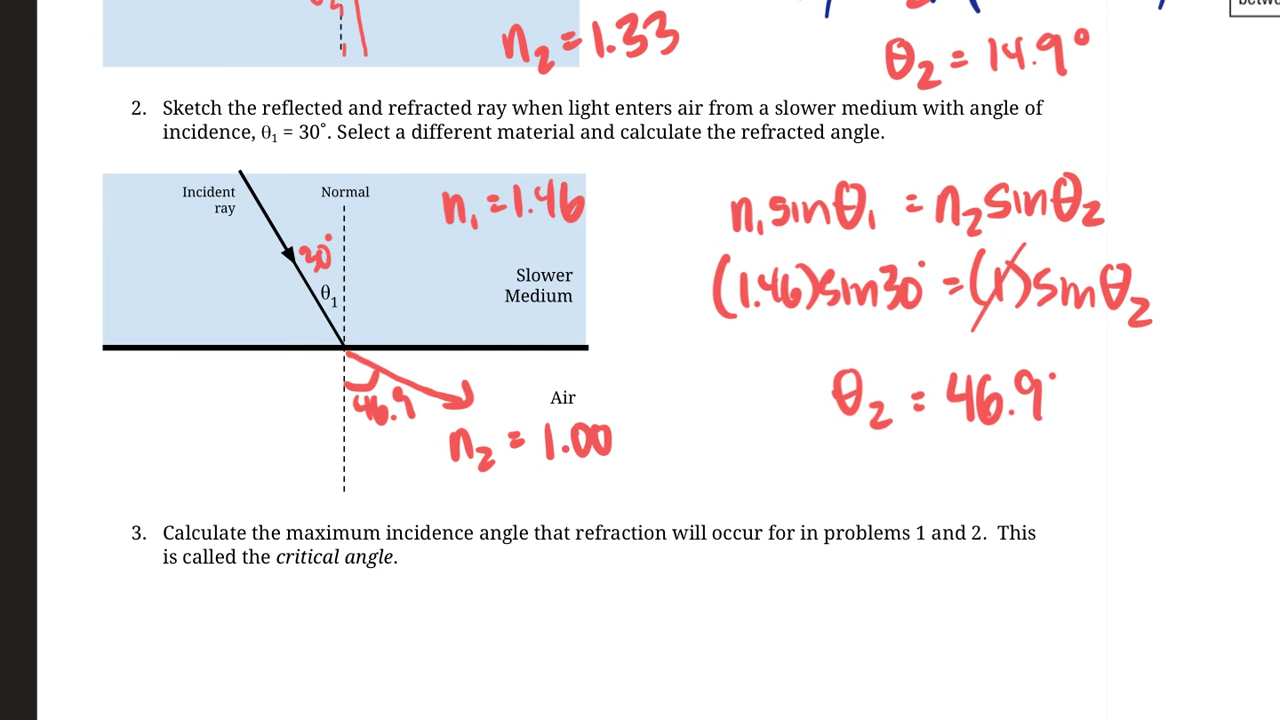 n₂ = 1.33
θ₂ = 14.9°
2. Sketch the reflected and refracted ray when light enters air from a slower medium with angle of
incidence, θ₁ = 30°. Select a different material and calculate the refracted angle.
Incident
ray
Normal
n₁ = 1.46
30°
θ₁
Slower
Medium
46.9
Air
n₂ = 1.00
n₁ sinθ₁ = n₂ sinθ₂
(1.46) sin30° = (1) sinθ₂
θ₂ = 46.9°
3. Calculate the maximum incidence angle that refraction will occur for in problems 1 and 2. This
is called the critical angle.